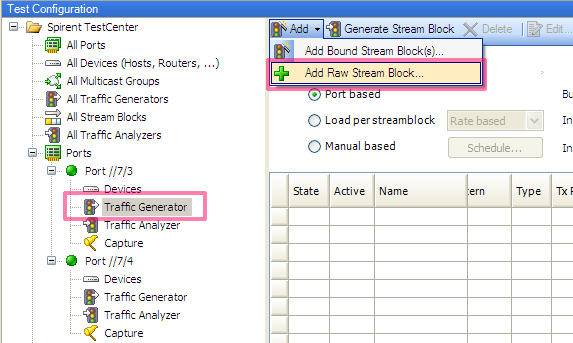 Test Configuration
Spirent TestCenter
All Ports
All Devices (Hosts, Routers, ...)
All Multicast Groups
All Traffic Generators
All Stream Blocks
All Traffic Analyzers
Ports
Port //7/3
Devices
Traffic Generator
Traffic Analyzer
Capture
Port //7/4
Devices
Traffic Generator
Traffic Analyzer
Capture
Add Generate Stream Block Delete Edit...
Add Bound Stream Block(s)...
Add Raw Stream Block...
Port based Bu
Load per streamblock Rate based In
Manual based Schedule... In
State Active Name tern Type Tx